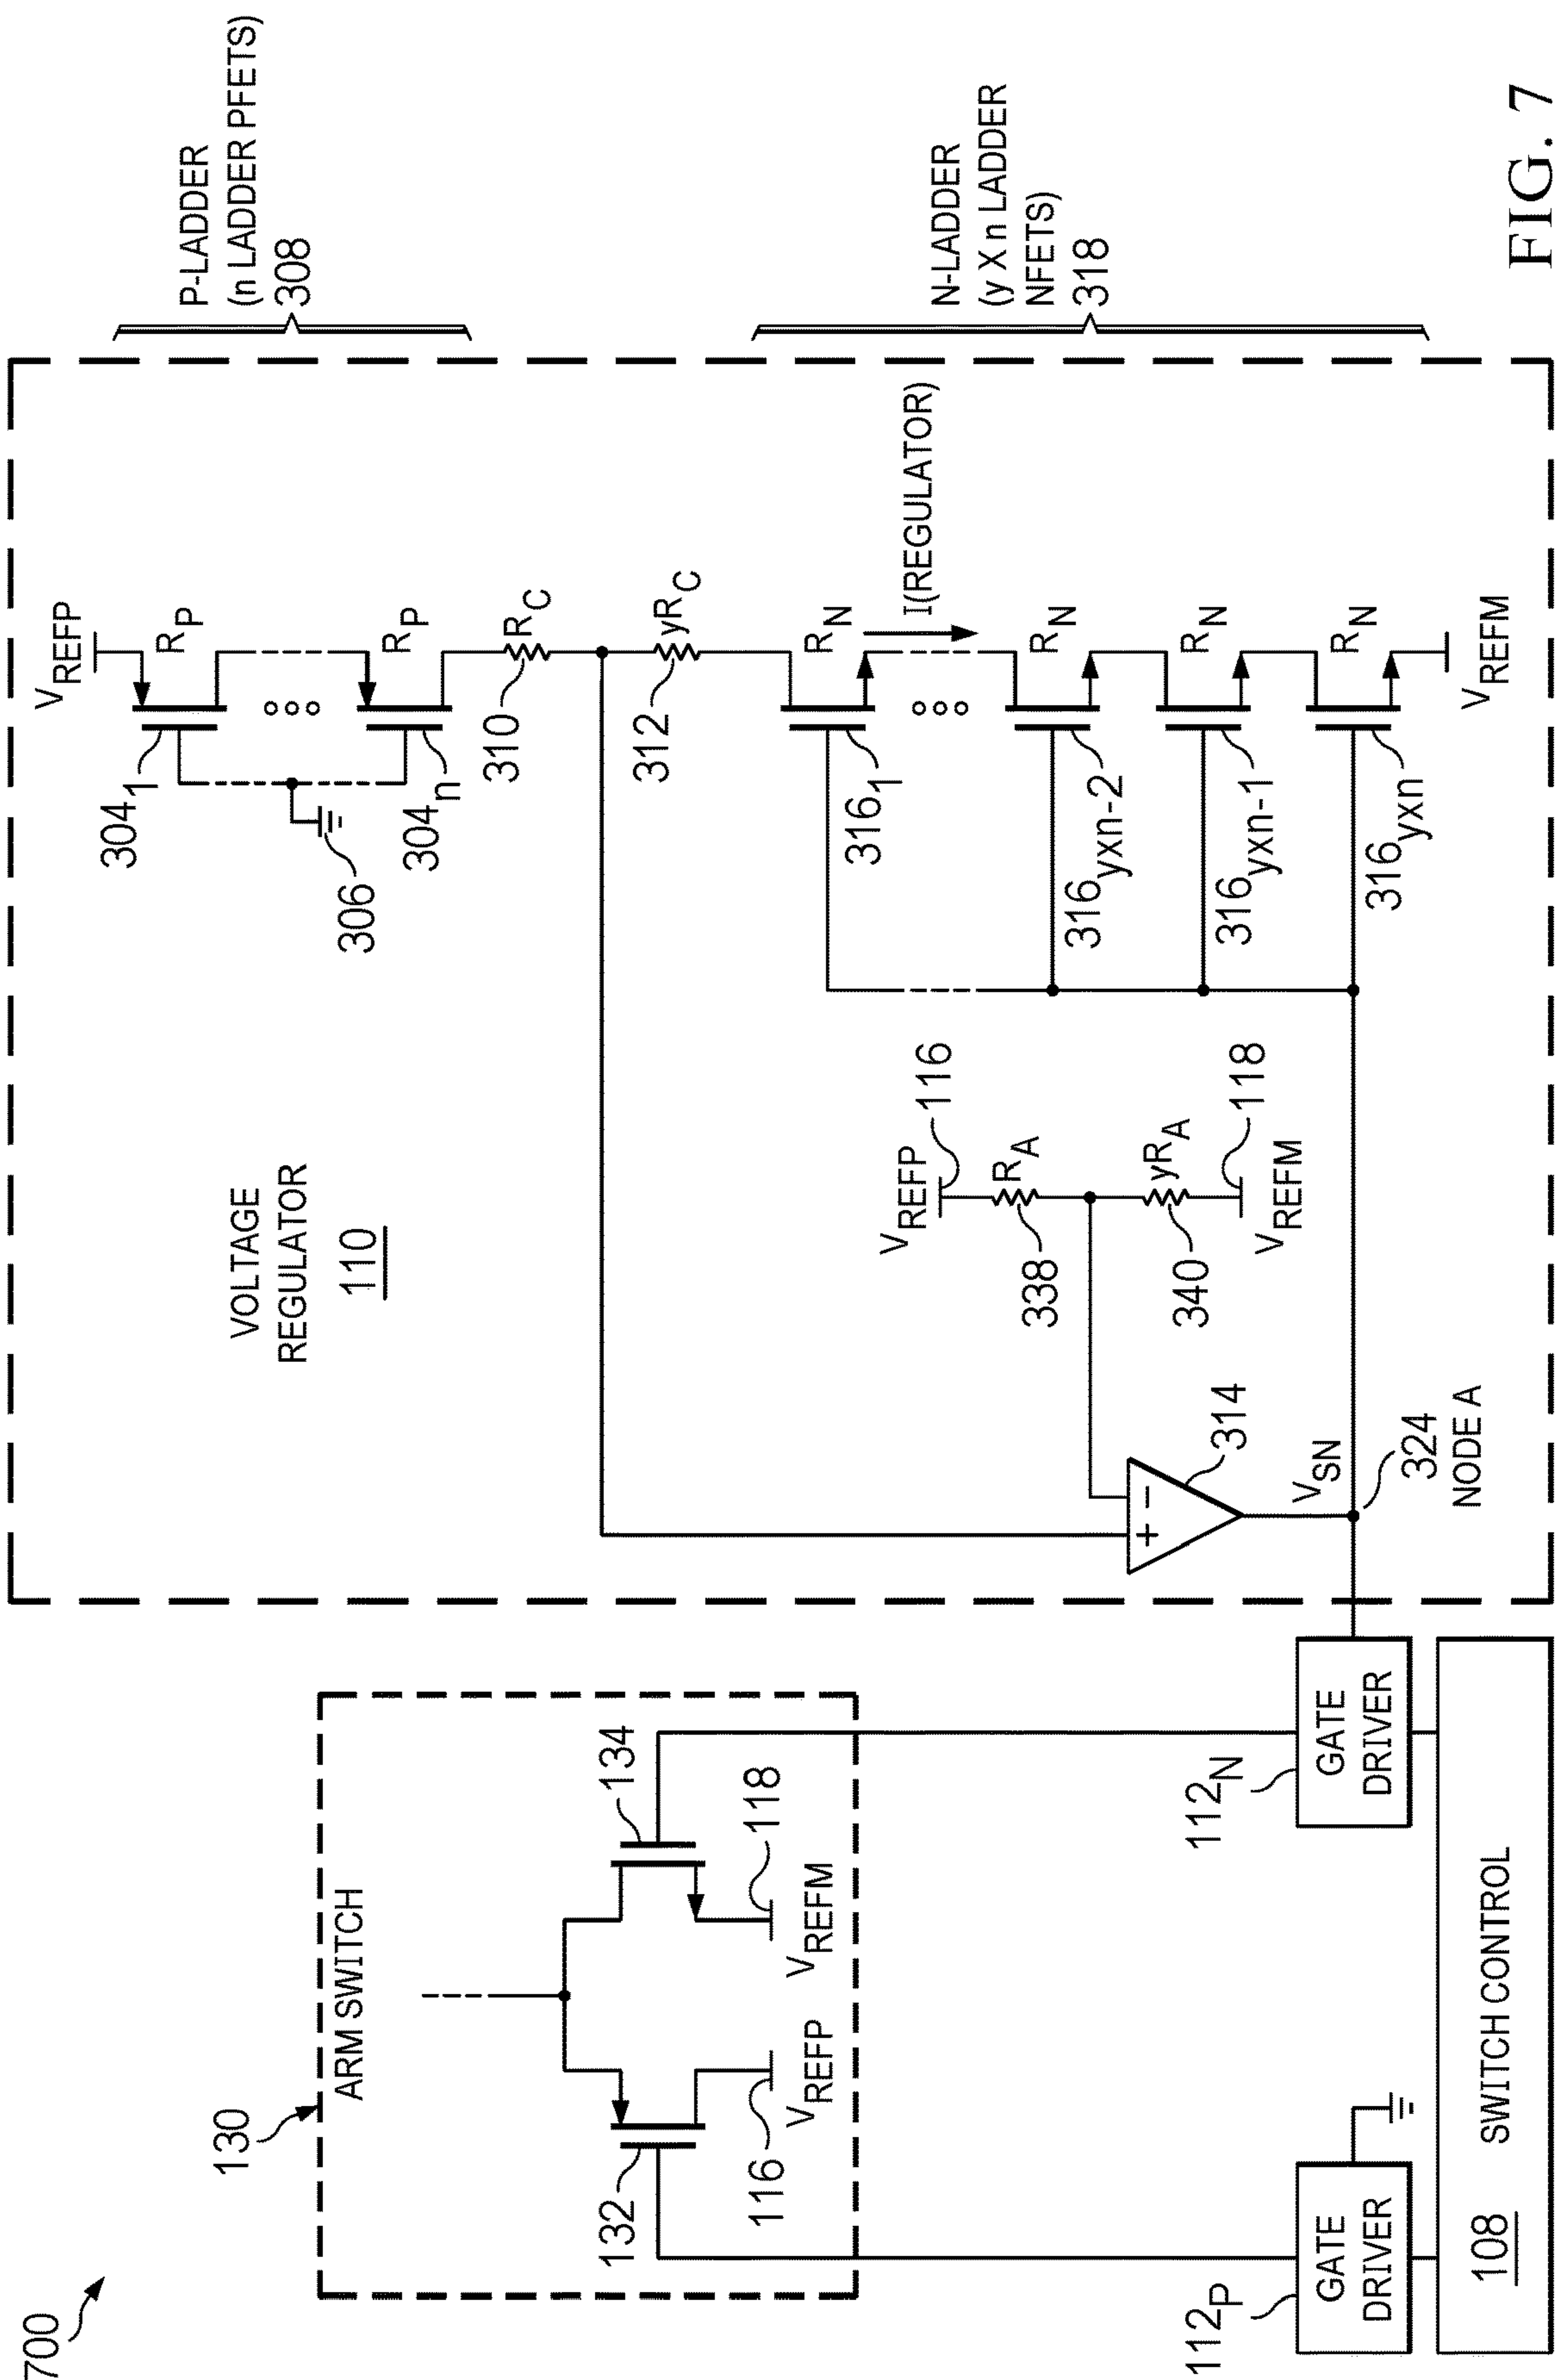 700
130
ARM SWITCH
132
134
116
VREFP
118
VREFM
112P
GATE
DRIVER
112N
GATE
DRIVER
108
SWITCH CONTROL
VOLTAGE
REGULATOR
110
VREFP
3041
RP
306
304n
RP
310
RC
312
yRC
3161
RN
I(REGULATOR)
316yxn-2
RN
316yxn-1
RN
316yxn
RN
VREFM
VREFP
116
338
RA
340
yRA
VREFM
118
+
−
314
VSN
324
NODE A
P-LADDER
(n LADDER PFETS)
308
N-LADDER
(y X n LADDER
NFETS)
318
FIG. 7